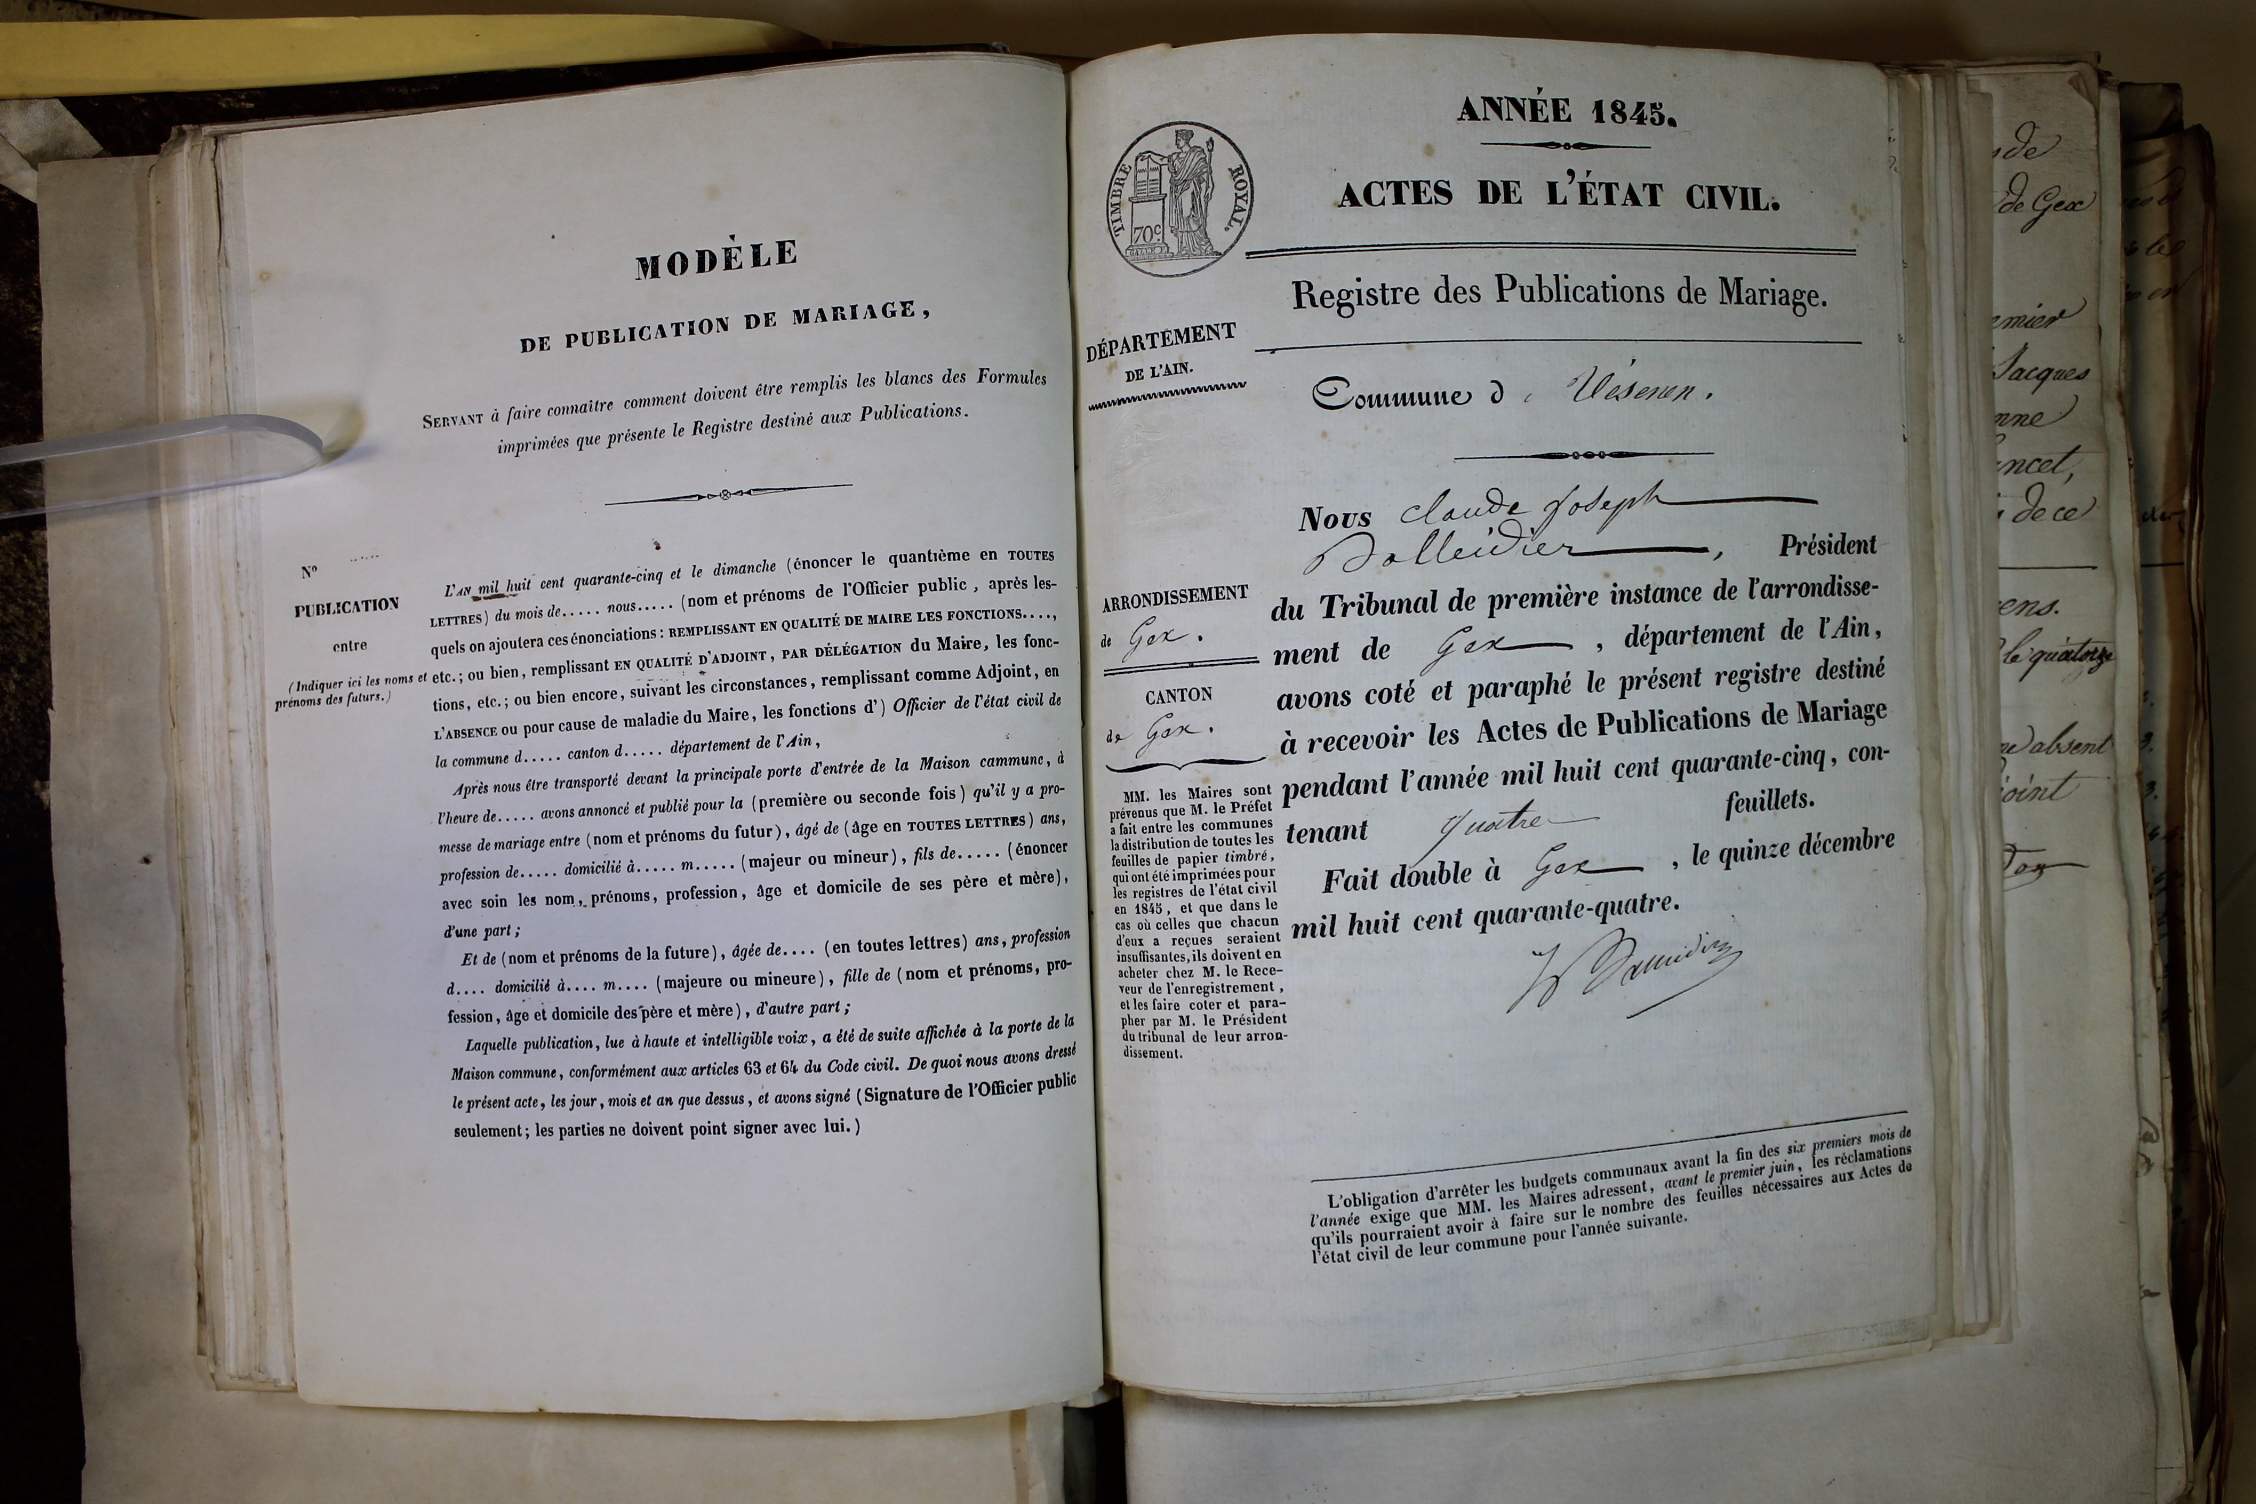 MODÈLE
DE PUBLICATION DE MARIAGE,
SERVANT à faire connaître comment doivent être remplis les blancs des Formules
imprimées que présente le Registre destiné aux Publications.
N° ......
PUBLICATION
entre
(Indiquer ici les noms et
prénoms des futurs.)
L'AN mil huit cent quarante-cinq et le dimanche (énoncer le quantième en TOUTES
LETTRES) du mois de..... nous..... (nom et prénoms de l'Officier public, après les-
quels on ajoutera ces énonciations: REMPLISSANT EN QUALITÉ DE MAIRE LES FONCTIONS....,
etc.; ou bien, remplissant EN QUALITÉ D'ADJOINT, PAR DÉLÉGATION du Maire, les fonc-
tions, etc.; ou bien encore, suivant les circonstances, remplissant comme Adjoint, en
L'ABSENCE ou pour cause de maladie du Maire, les fonctions d') Officier de l'état civil de
la commune d..... canton d..... département de l'Ain,
Après nous être transporté devant la principale porte d'entrée de la Maison cammune, à
l'heure de..... avons annoncé et publié pour la (première ou seconde fois) qu'il y a pro-
messe de mariage entre (nom et prénoms du futur), âgé de (âge en TOUTES LETTRES) ans,
profession de..... domicilié à..... m..... (majeur ou mineur), fils de..... (énoncer
avec soin les nom, prénoms, profession, âge et domicile de ses père et mère),
d'une part;
Et de (nom et prénoms de la future), âgée de.... (en toutes lettres) ans, profession
d.... domicilié à.... m.... (majeure ou mineure), fille de (nom et prénoms, pro-
fession, âge et domicile des père et mère), d'autre part;
Laquelle publication, lue à haute et intelligible voix, a été de suite affichée à la porte de la
Maison commune, conformément aux articles 63 et 64 du Code civil. De quoi nous avons dressé
le présent acte, les jour, mois et an que dessus, et avons signé (Signature de l'Officier public
seulement; les parties ne doivent point signer avec lui.)
ANNÉE 1845.
TIMBRE ROYAL.
70c
ACTES DE L'ÉTAT CIVIL.
Registre des Publications de Mariage.
DÉPARTEMENT
DE L'AIN.
Commune d Vésenex.
ARRONDISSEMENT
de Gex.
CANTON
de Gex.
MM. les Maires sont
prévenus que M. le Préfet
a fait entre les communes
la distribution de toutes les
feuilles de papier timbré,
qui ont été imprimées pour
les registres de l'état civil
en 1845, et que dans le
cas où celles que chacun
d'eux a reçues seraient
insuffisantes, ils doivent en
acheter chez M. le Rece-
veur de l'enregistrement,
et les faire coter et para-
pher par M. le Président
du tribunal de leur arron-
dissement.
Nous Claude Joseph
, Président
du Tribunal de première instance de l'arrondisse-
ment de Gex, département de l'Ain,
avons coté et paraphé le présent registre destiné
à recevoir les Actes de Publications de Mariage
pendant l'année mil huit cent quarante-cinq, con-
tenant quatre feuillets.
Fait double à Gex, le quinze décembre
mil huit cent quarante-quatre.
L'obligation d'arrêter les budgets communaux avant la fin des six premiers mois de
l'année exige que MM. les Maires adressent, avant le premier juin, les réclamations
qu'ils pourraient avoir à faire sur le nombre des feuilles nécessaires aux Actes de
l'état civil de leur commune pour l'année suivante.
de
de Gex
emier
Jacques
nne
ncet,
de ce
ens.
le quatorze
absent
joint